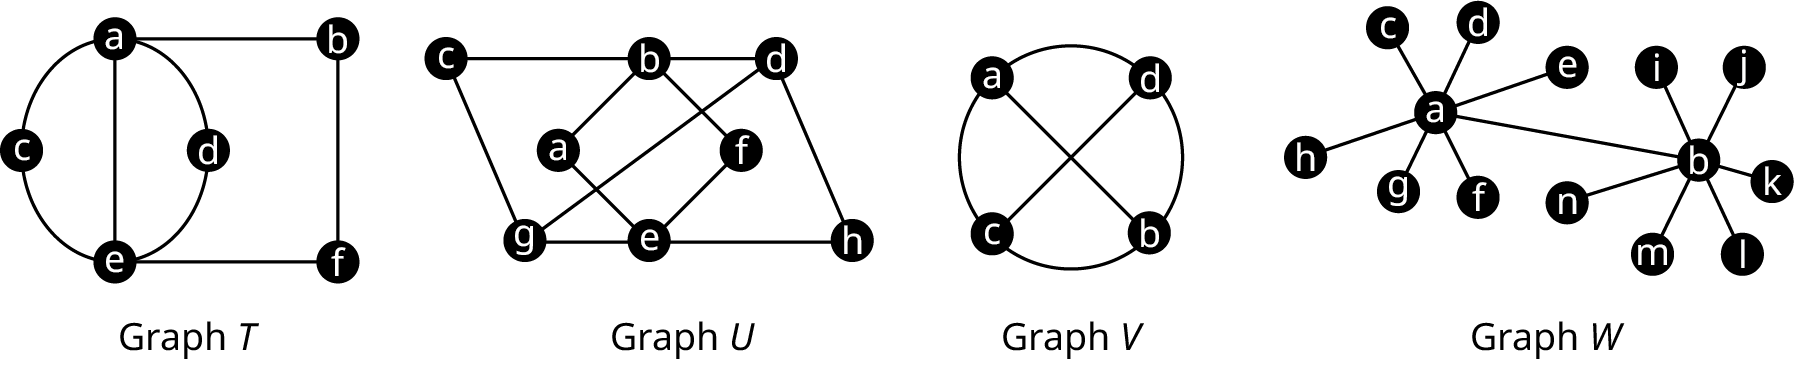 a b
c d
e f
Graph T
c b d
a f
g e h
Graph U
a d
c b
Graph V
c d
e i j
a
h b
g f n k
m l
Graph W